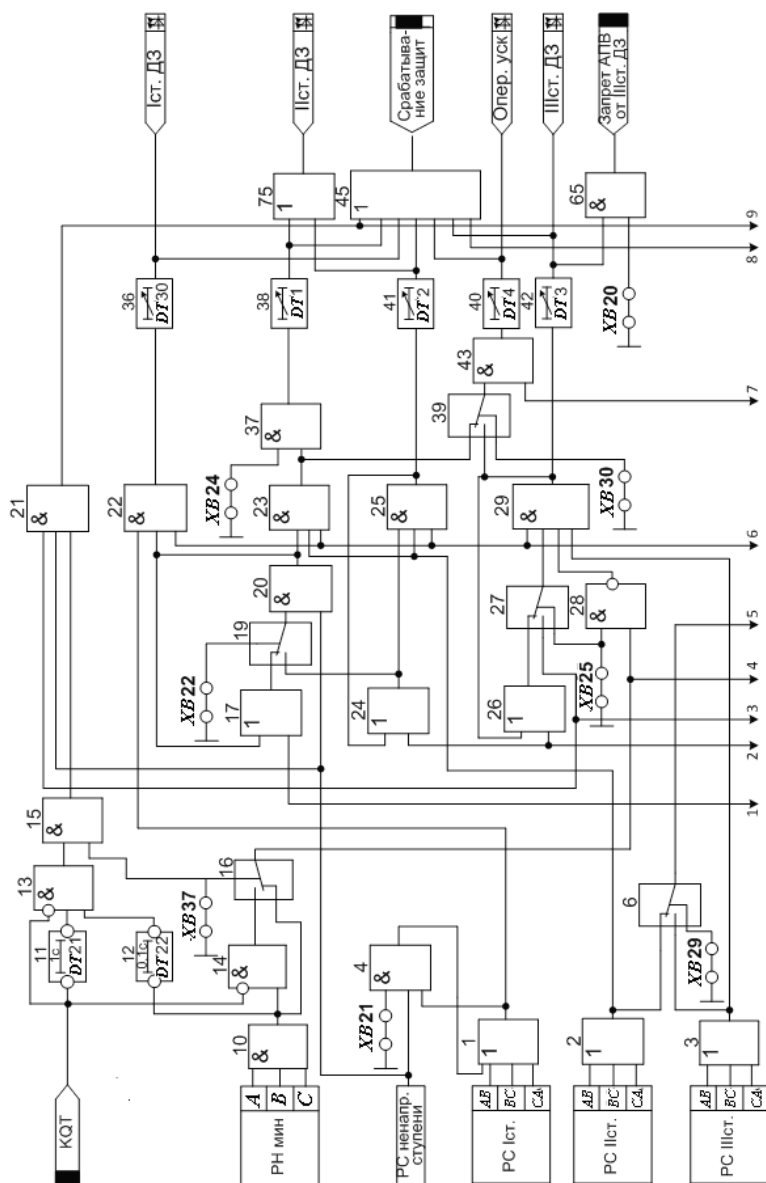 Iст. ДЗ
IIст. ДЗ
Срабатыва-
ние защит
Опер. уск
IIIст. ДЗ
Запрет АПВ
от IIIст. ДЗ
75
1
45
1
65
&
9
8
36
DT30
38
DT1
41
DT2
40
DT4
42
DT3
XB20
43
&
39
7
37
&
21
&
22
&
XB24
23
&
25
&
29
&
XB30
6
20
&
19
27
28
&
5
XB22
17
1
24
1
26
1
XB25
4
3
2
1
15
&
13
&
16
6
11
1с
DT21
12
0.1с
DT22
14
&
XB37
4
&
XB21
XB29
10
&
1
1
2
1
3
1
KQT
A
B
C
РН мин
РС ненапр.
ступени
AB
BC
CA
РС Iст.
AB
BC
CA
РС IIст.
AB
BC
CA
РС IIIст.